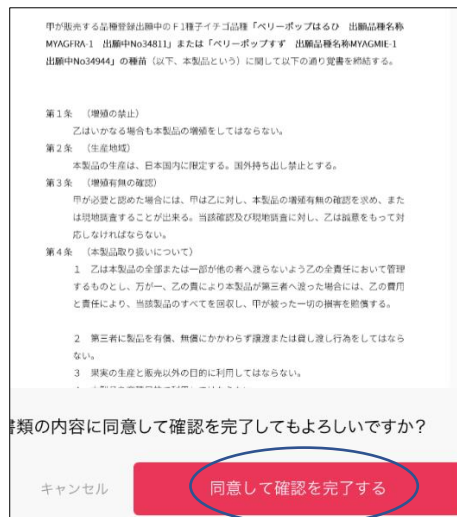 甲が販売する品種登録出願中のF1種子イチゴ品種「ベリーポップはるひ　出願品種名称
MYAGFRA-1　出願中No34811」または「ベリーポップすず　出願品種名称MYAGMIE-1
出願中No34944」の種苗（以下、本製品という）に関して以下の通り覚書を締結する。
第1条　（増殖の禁止）
乙はいかなる場合も本製品の増殖をしてはならない。
第2条　（生産地域）
本製品の生産は、日本国内に限定する。国外持ち出し禁止とする。
第3条　（増殖有無の確認）
甲が必要と認めた場合には、甲は乙に対し、本製品の増殖有無の確認を求め、また
は現地調査することが出来る。当該確認及び現地調査に対し、乙は誠意をもって対
応しなければならない。
第4条　（本製品取り扱いについて）
1　乙は本製品の全部または一部が他の者へ渡らないよう乙の全責任において管理
するものとし、万が一、乙の責により本製品が第三者へ渡った場合には、乙の費用
と責任により、当該製品のすべてを回収し、甲が被った一切の損害を賠償する。
2　第三者に製品を有償、無償にかかわらず譲渡または貸し渡し行為をしてはなら
ない。
3　果実の生産と販売以外の目的に利用してはならない。
書類の内容に同意して確認を完了してもよろしいですか？
キャンセル
同意して確認を完了する